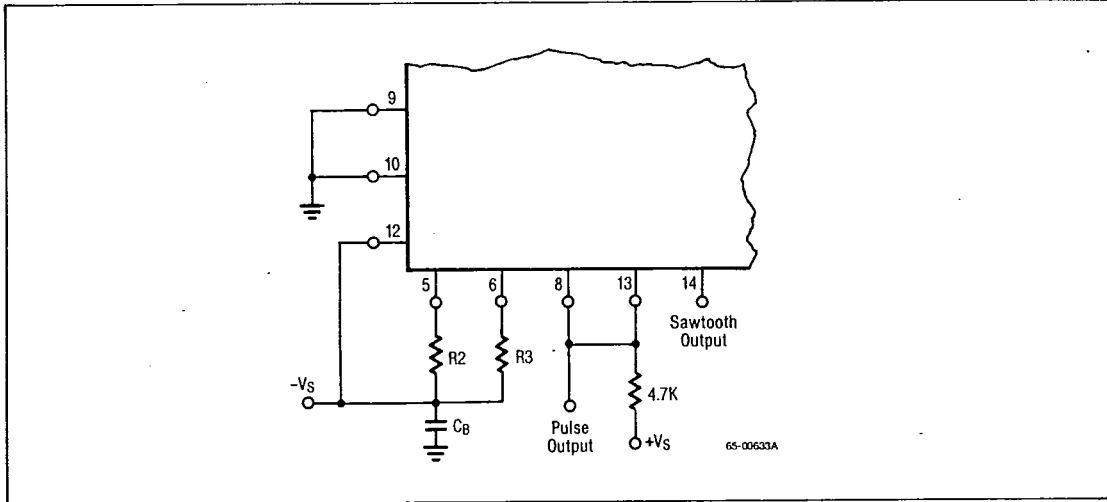 9
10
12
5
6
8
13
14
Sawtooth
Output
R2
R3
4.7K
−VS
CB
Pulse
Output
+VS
65-00633A